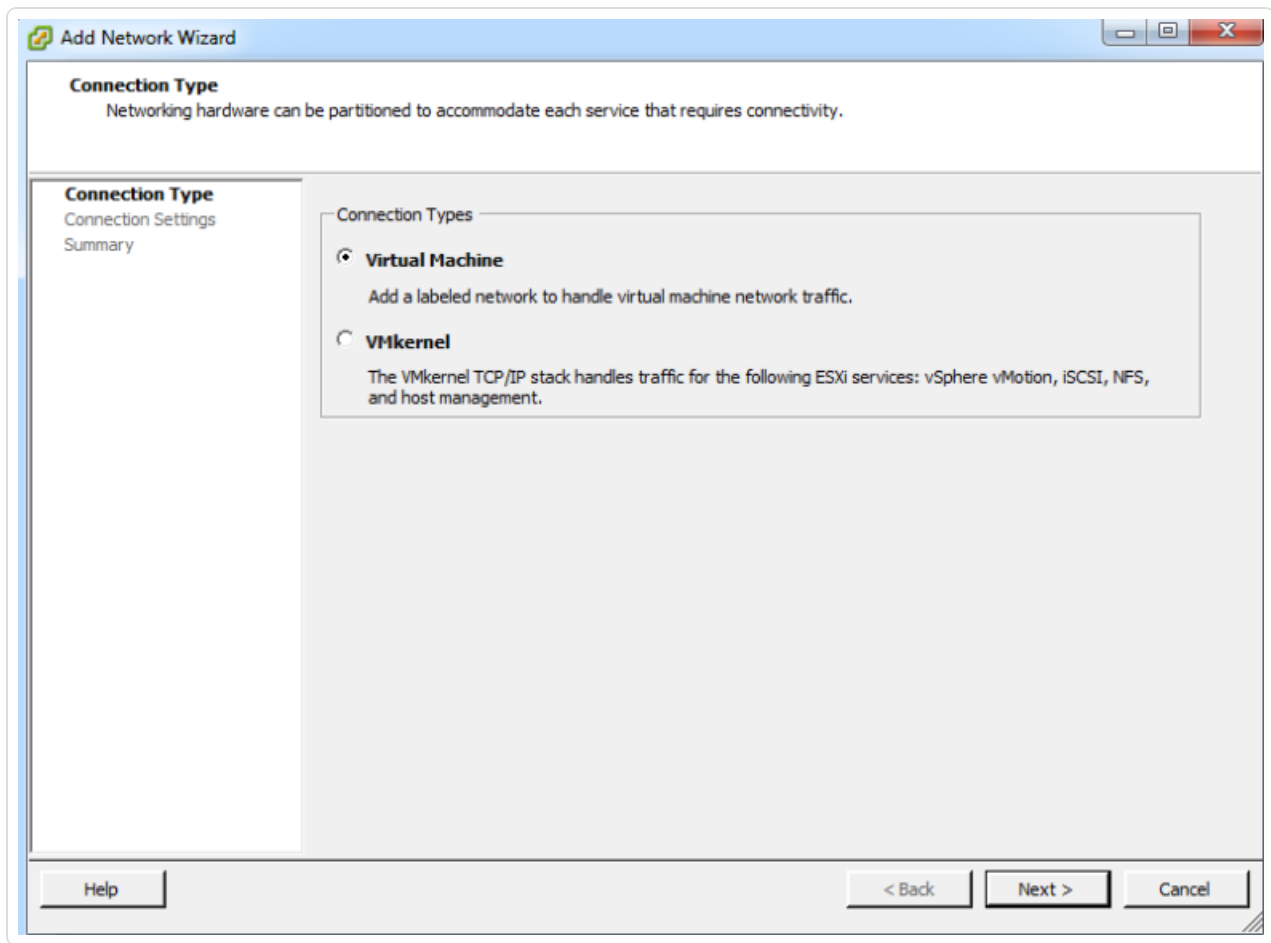 Add Network Wizard
Connection Type
Networking hardware can be partitioned to accommodate each service that requires connectivity.
Connection Type
Connection Settings
Summary
Connection Types
Virtual Machine
Add a labeled network to handle virtual machine network traffic.
VMkernel
The VMkernel TCP/IP stack handles traffic for the following ESXi services: vSphere vMotion, iSCSI, NFS,
and host management.
Help
< Back
Next >
Cancel